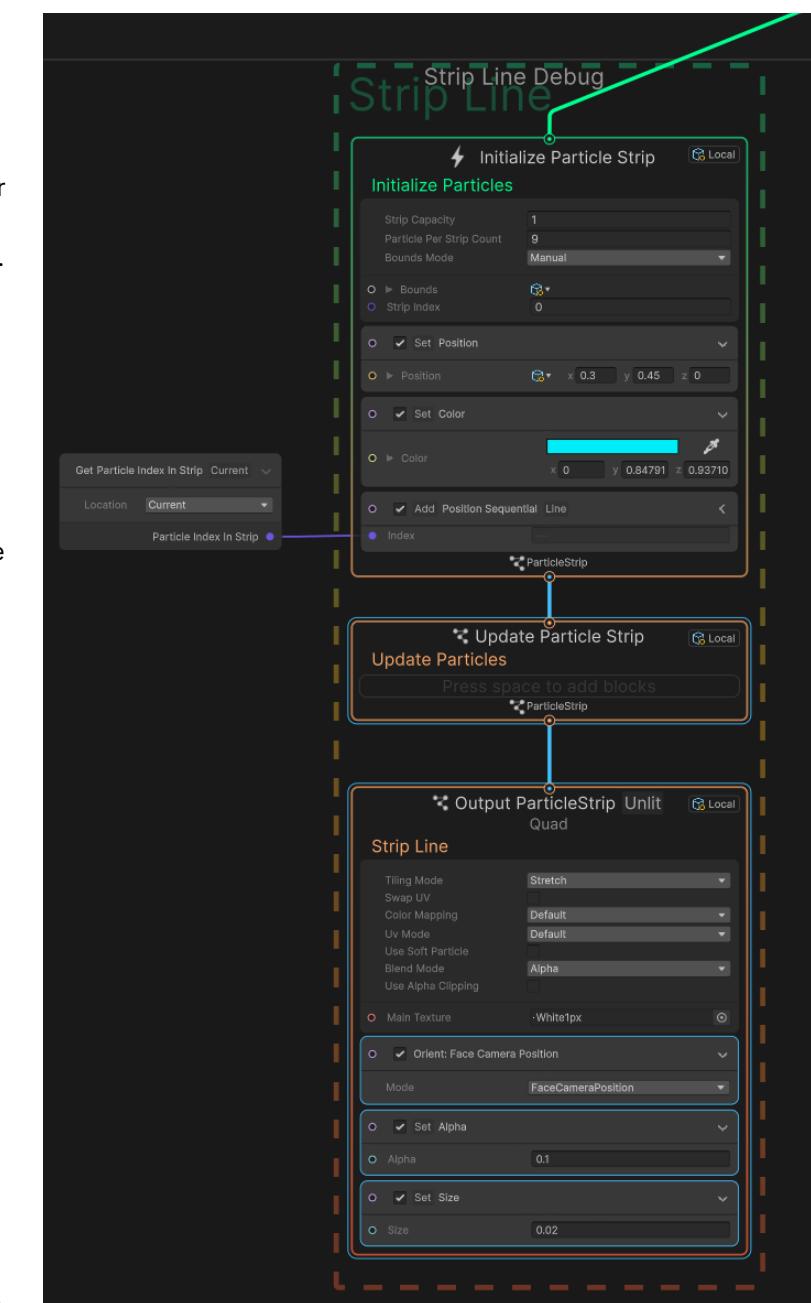 Strip Line Debug
Strip Line
Initialize Particle Strip
Local
Initialize Particles
r
Strip Capacity 1
Particle Per Strip Count 9
.
Bounds Mode Manual
Bounds
Strip Index 0
Set Position
Position x 0.3 y 0.45 z 0
Set Color
Color
x 0 y 0.84791 z 0.93710
Get Particle Index In Strip Current
Location Current
Particle Index In Strip
Add Position Sequential Line
Index
e
ParticleStrip
Update Particle Strip
Local
Update Particles
Press space to add blocks
ParticleStrip
Output ParticleStrip Unlit
Local
Quad
Strip Line
Tiling Mode Stretch
Swap UV
Color Mapping Default
Uv Mode Default
Use Soft Particle
Blend Mode Alpha
Use Alpha Clipping
Main Texture ·White1px
Orient: Face Camera Position
Mode FaceCameraPosition
Set Alpha
Alpha 0.1
Set Size
Size 0.02